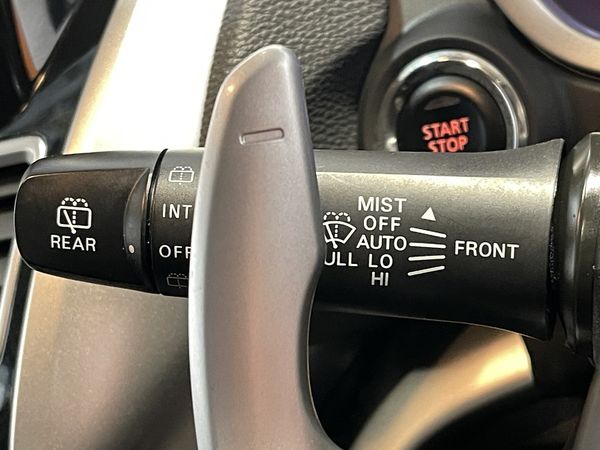 START
STOP
REAR
INT
OFF
MIST
OFF
AUTO
LO
HI
ULL
FRONT